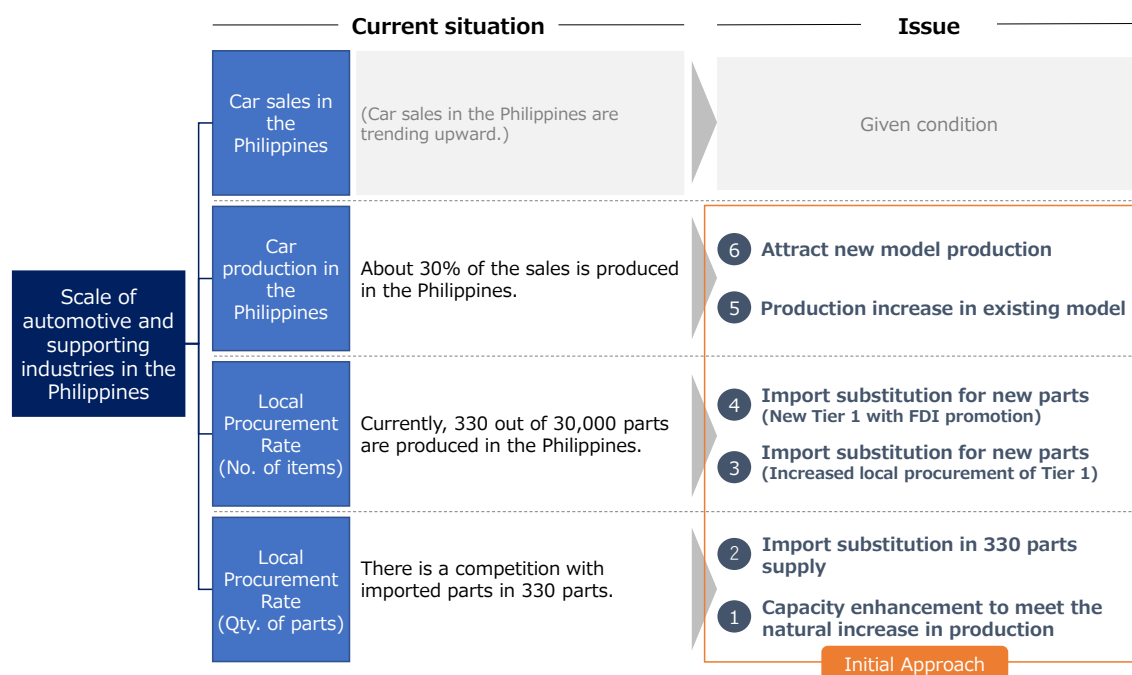 Current situation
Issue
Scale of
automotive and
supporting
industries in the
Philippines
Car sales in
the
Philippines
(Car sales in the Philippines are
trending upward.)
Given condition
Car
production in
the
Philippines
About 30% of the sales is produced
in the Philippines.
6 Attract new model production
5 Production increase in existing model
Local
Procurement
Rate
(No. of items)
Currently, 330 out of 30,000 parts
are produced in the Philippines.
4 Import substitution for new parts
(New Tier 1 with FDI promotion)
3 Import substitution for new parts
(Increased local procurement of Tier 1)
Local
Procurement
Rate
(Qty. of parts)
There is a competition with
imported parts in 330 parts.
2 Import substitution in 330 parts
supply
1 Capacity enhancement to meet the
natural increase in production
Initial Approach